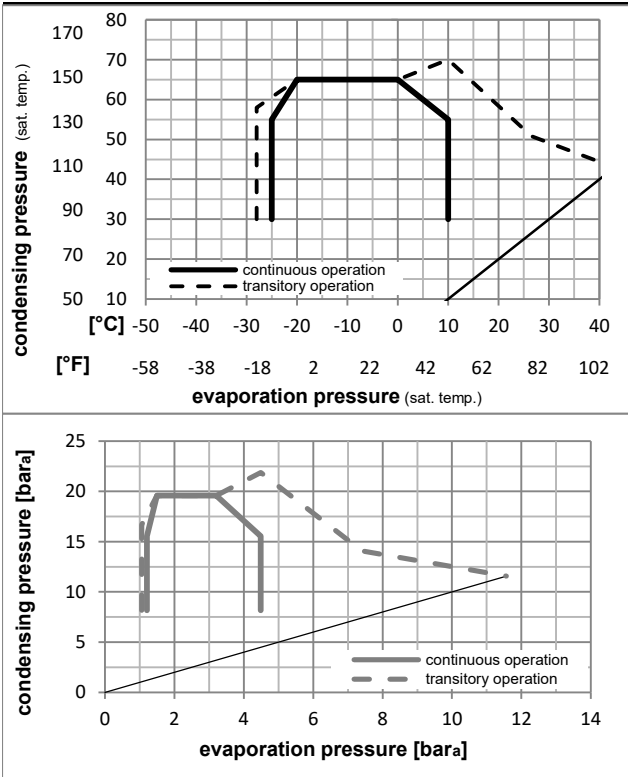 condensing pressure (sat. temp.)
170
150
130
110
90
70
50
80
70
60
50
40
30
20
10
continuous operation
transitory operation
[°C] -50 -40 -30 -20 -10 0 10 20 30 40
[°F] -58 -38 -18 2 22 42 62 82 102
evaporation pressure (sat. temp.)
condensing pressure [bara]
25
20
15
10
5
0
continuous operation
transitory operation
0 2 4 6 8 10 12 14
evaporation pressure [bara]